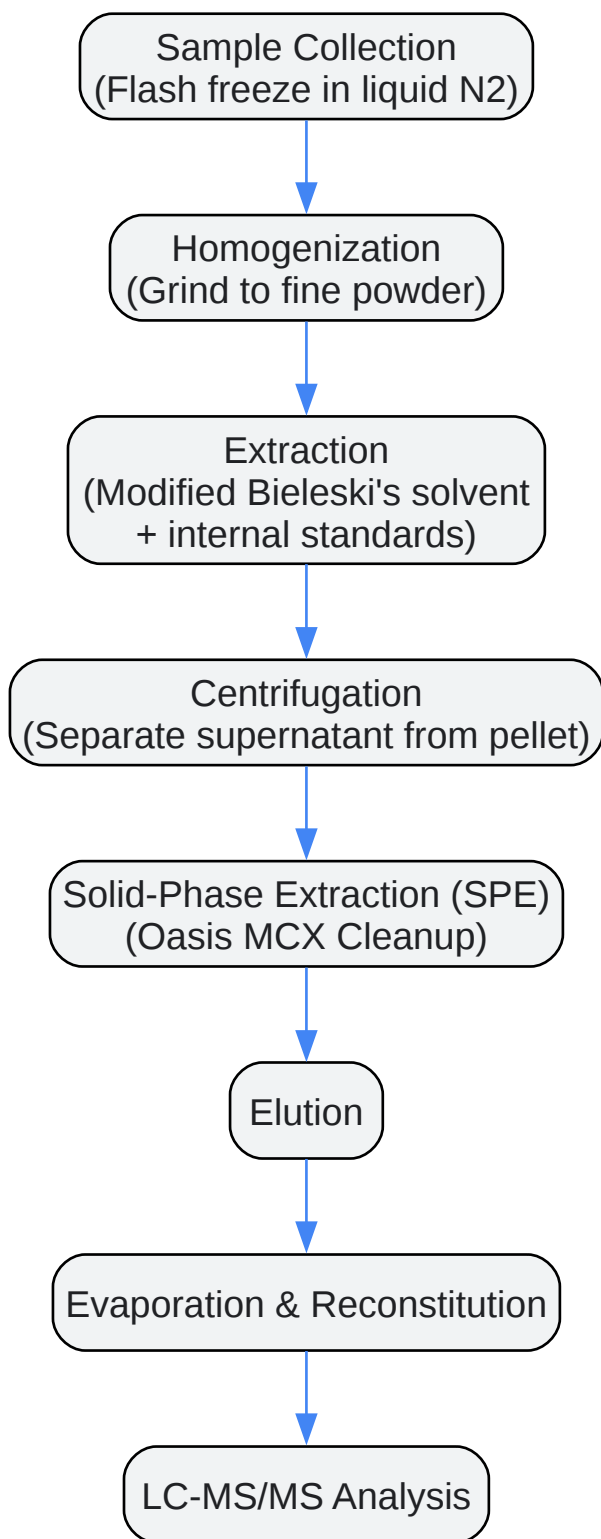 Sample Collection
(Flash freeze in liquid N2)
Homogenization
(Grind to fine powder)
Extraction
(Modified Bieleski's solvent
+ internal standards)
Centrifugation
(Separate supernatant from pellet)
Solid-Phase Extraction (SPE)
(Oasis MCX Cleanup)
Elution
Evaporation & Reconstitution
LC-MS/MS Analysis